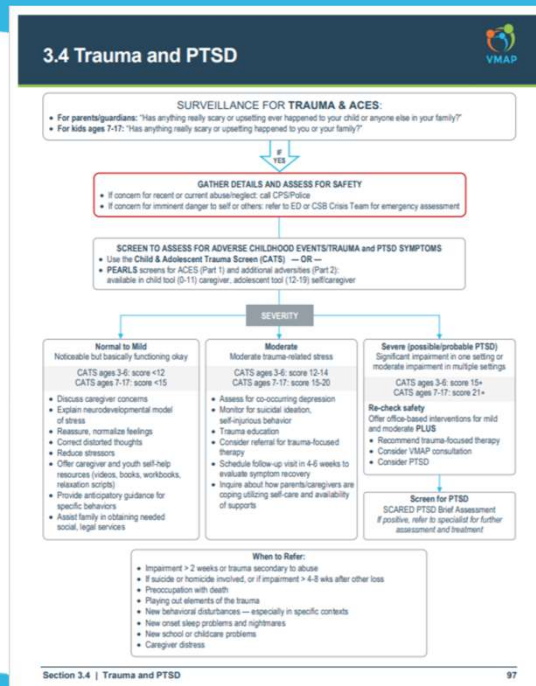 3.4 Trauma and PTSD
VMAP
SURVEILLANCE FOR TRAUMA & ACES:
• For parents/guardians: "Has anything really scary or upsetting ever happened to your child or anyone else in your family?"
• For kids ages 7-17: "Has anything really scary or upsetting happened to you or your family?"
IF
YES
GATHER DETAILS AND ASSESS FOR SAFETY
• If concern for recent or current abuse/neglect: call CPS/Police
• If concern for imminent danger to self or others: refer to ED or CSB Crisis Team for emergency assessment
SCREEN TO ASSESS FOR ADVERSE CHILDHOOD EVENTS/TRAUMA and PTSD SYMPTOMS
• Use the Child & Adolescent Trauma Screen (CATS) — OR —
• PEARLS screens for ACES (Part 1) and additional adversities (Part 2):
available in child tool (0-11) caregiver, adolescent tool (12-19) self/caregiver
SEVERITY
Normal to Mild
Noticeable but basically functioning okay
CATS ages 3-6: score <12
CATS ages 7-17: score <15
• Discuss caregiver concerns
• Explain neurodevelopmental model
of stress
• Reassure, normalize feelings
• Correct distorted thoughts
• Reduce stressors
• Offer caregiver and youth self-help
resources (videos, books, workbooks,
relaxation scripts)
• Provide anticipatory guidance for
specific behaviors
• Assist family in obtaining needed
social, legal services
Moderate
Moderate trauma-related stress
CATS ages 3-6: score 12-14
CATS ages 7-17: score 15-20
• Assess for co-occurring depression
• Monitor for suicidal ideation,
self-injurious behavior
• Trauma education
• Consider referral for trauma-focused
therapy
• Schedule follow-up visit in 4-6 weeks to
evaluate symptom recovery
• Inquire about how parents/caregivers are
coping utilizing self-care and availability
of supports
Severe (possible/probable PTSD)
Significant impairment in one setting or
moderate impairment in multiple settings
CATS ages 3-6: score 15+
CATS ages 7-17: score 21+
Re-check safety
Offer office-based interventions for mild
and moderate PLUS
• Recommend trauma-focused therapy
• Consider VMAP consultation
• Consider PTSD
Screen for PTSD
SCARED PTSD Brief Assessment
If positive, refer to specialist for further
assessment and treatment
When to Refer:
• Impairment > 2 weeks or trauma secondary to abuse
• If suicide or homicide involved, or if impairment > 4-8 wks after other loss
• Preoccupation with death
• Playing out elements of the trauma
• New behavioral disturbances — especially in specific contexts
• New onset sleep problems and nightmares
• New school or childcare problems
• Caregiver distress
Section 3.4 | Trauma and PTSD
97